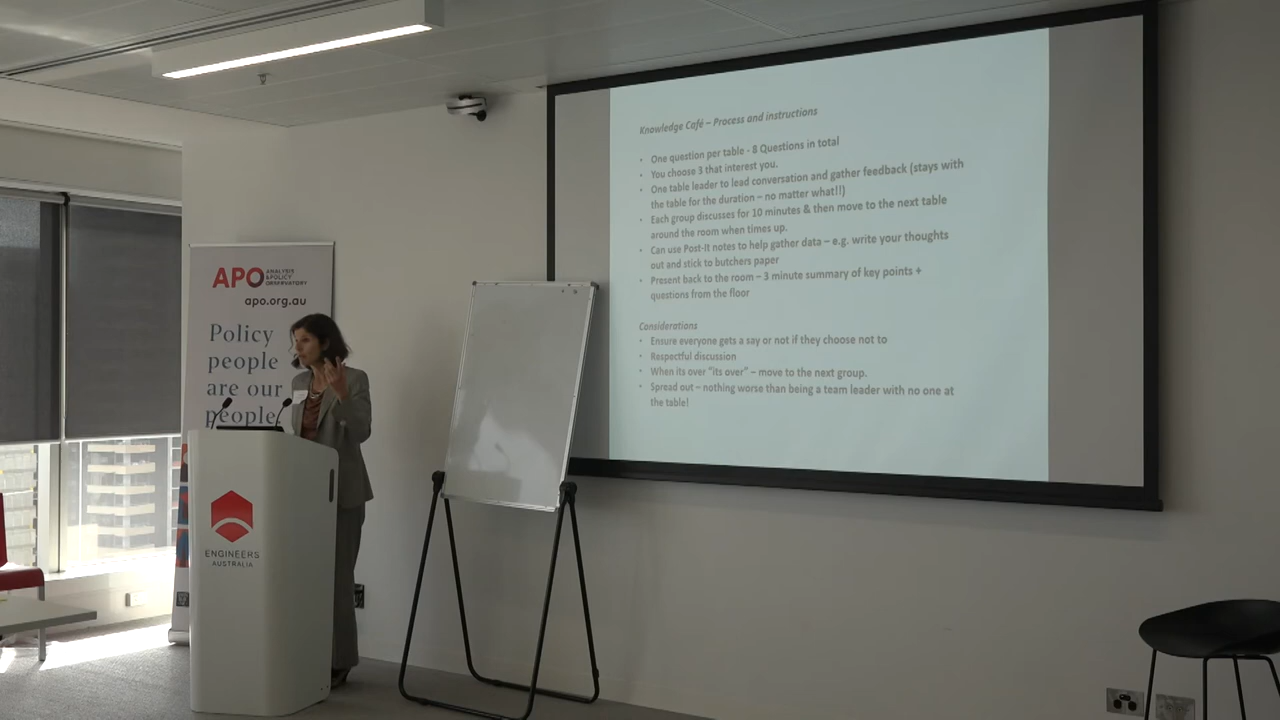 Knowledge Café – Process and instructions
• One question per table - 8 Questions in total
• You choose 3 that interest you.
• One table leader to lead conversation and gather feedback (stays with
the table for the duration – no matter what!!)
• Each group discusses for 10 minutes & then move to the next table
around the room when times up.
• Can use Post-It notes to help gather data – e.g. write your thoughts
out and stick to butchers paper
• Present back to the room – 3 minute summary of key points +
questions from the floor
Considerations
• Ensure everyone gets a say or not if they choose not to
• Respectful discussion
• When its over "its over" – move to the next group.
• Spread out – nothing worse than being a team leader with no one at
the table!
APO
ANALYSIS
& POLICY
OBSERVATORY
apo.org.au
Policy
people
are our
people
ENGINEERS
AUSTRALIA